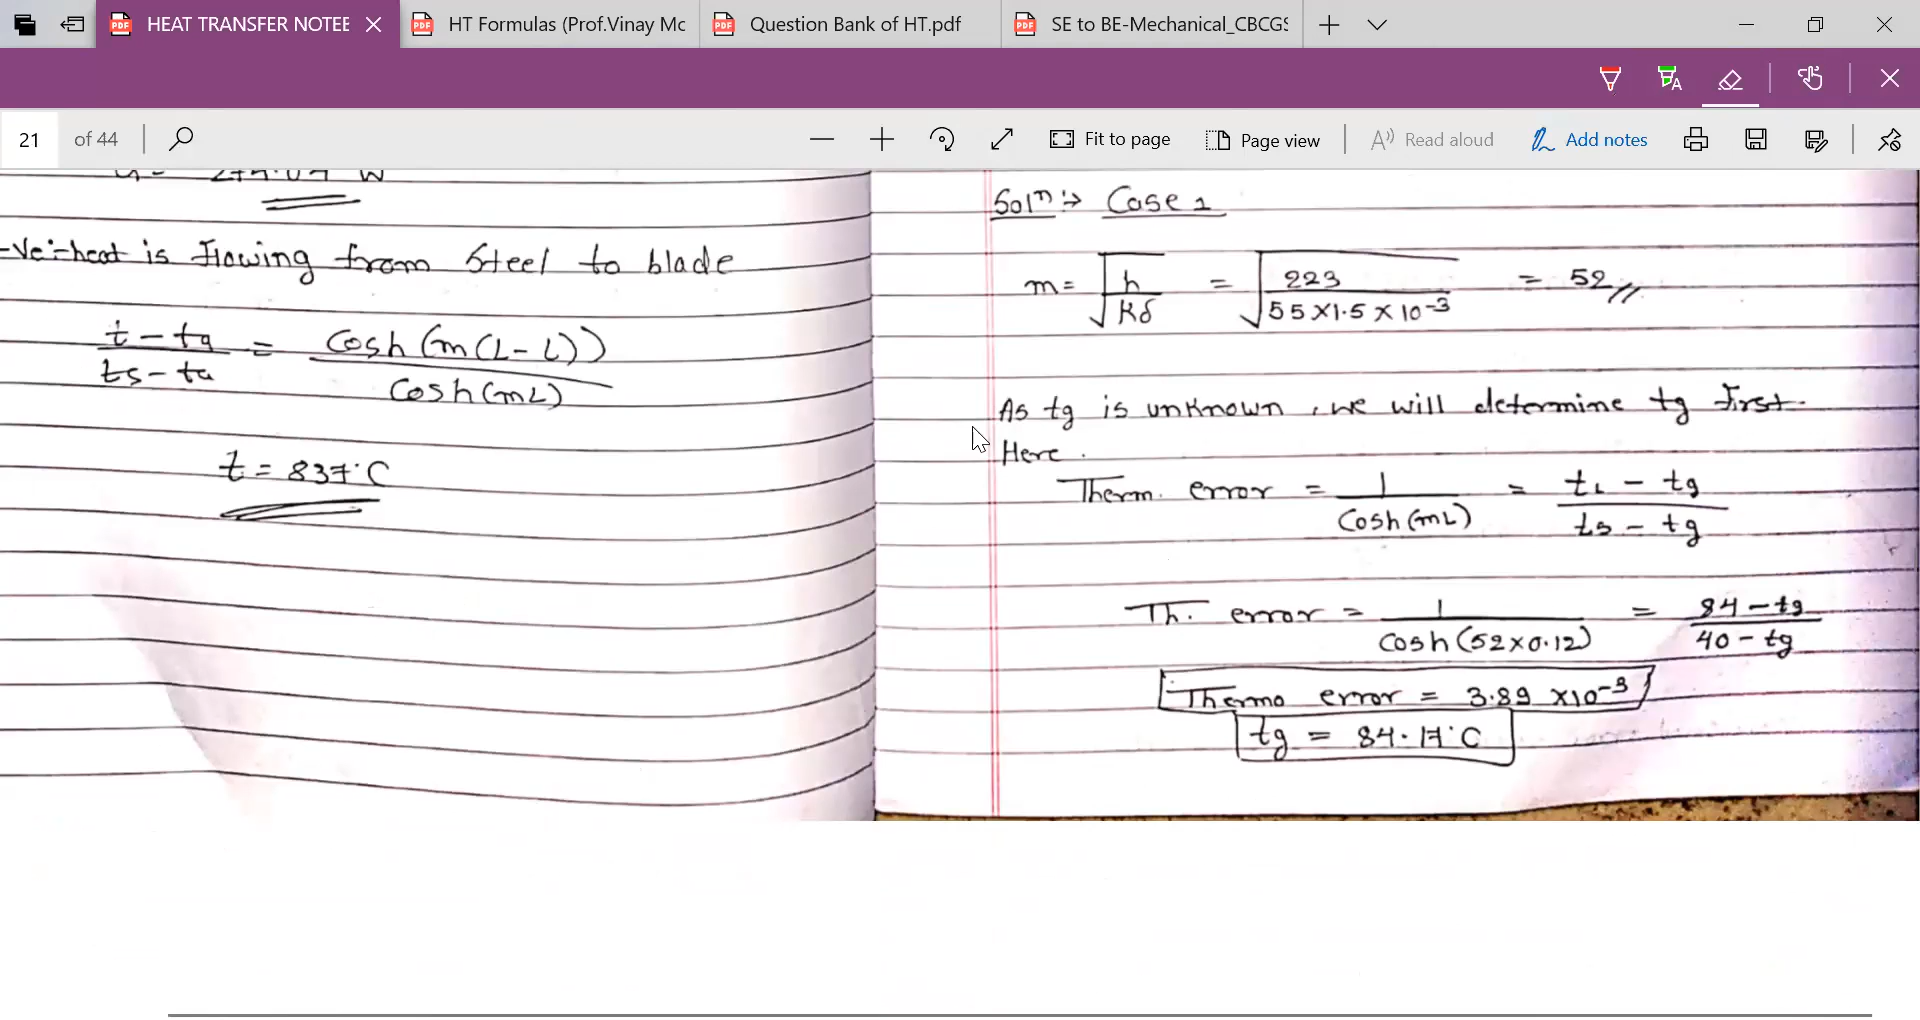 HEAT TRANSFER NOTEE
HT Formulas (Prof.Vinay Mc
Question Bank of HT.pdf
SE to BE-Mechanical_CBCGS
21 of 44
Fit to page
Page view
Read aloud
Add notes
-Ve :- heat is flowing from Steel to blade
t - ta / ts - ta = Cosh(m(L-L)) / Cosh(mL)
t = 837°C
Solⁿ :→ Case 1
m = √h / kδ = √223 / 55 × 1.5 × 10⁻³ = 52 //
As tg is unknown, we will determine tg first.
Here.
Therm. error = 1 / Cosh(mL) = tL - tg / ts - tg
Th. error = 1 / cosh(52×0.12) = 84 - tg / 40 - tg
Thermo error = 3.89 × 10⁻³
tg = 84.17°C